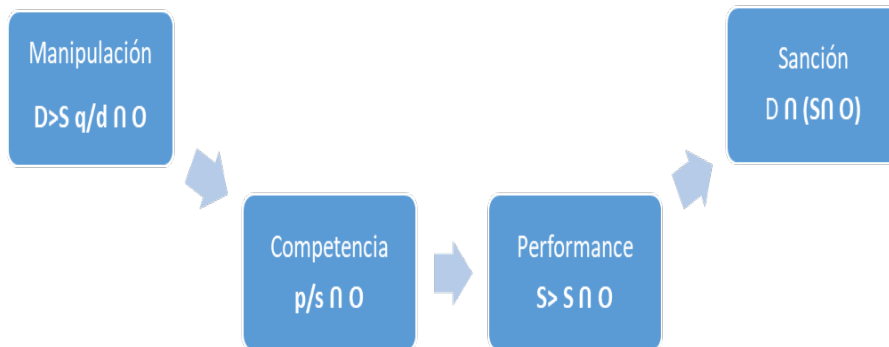 Manipulación
D>S q/d ∩ O
Competencia
p/s ∩ O
Performance
S> S ∩ O
Sanción
D ∩ (S∩ O)